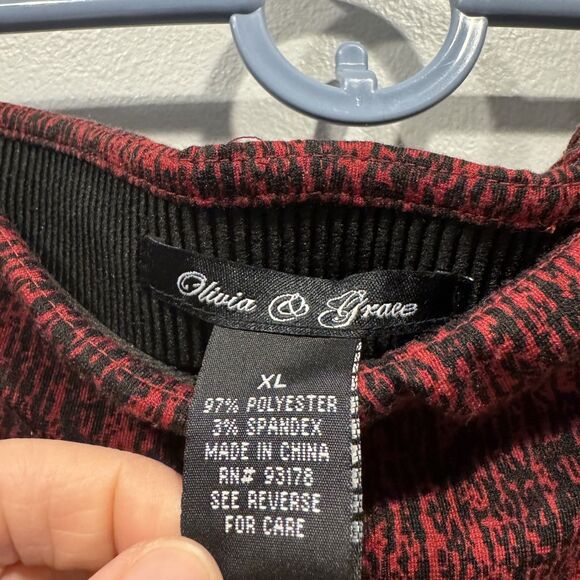 Olivia & Grace
XL
97% POLYESTER
3% SPANDEX
MADE IN CHINA
RN# 93178
SEE REVERSE
FOR CARE